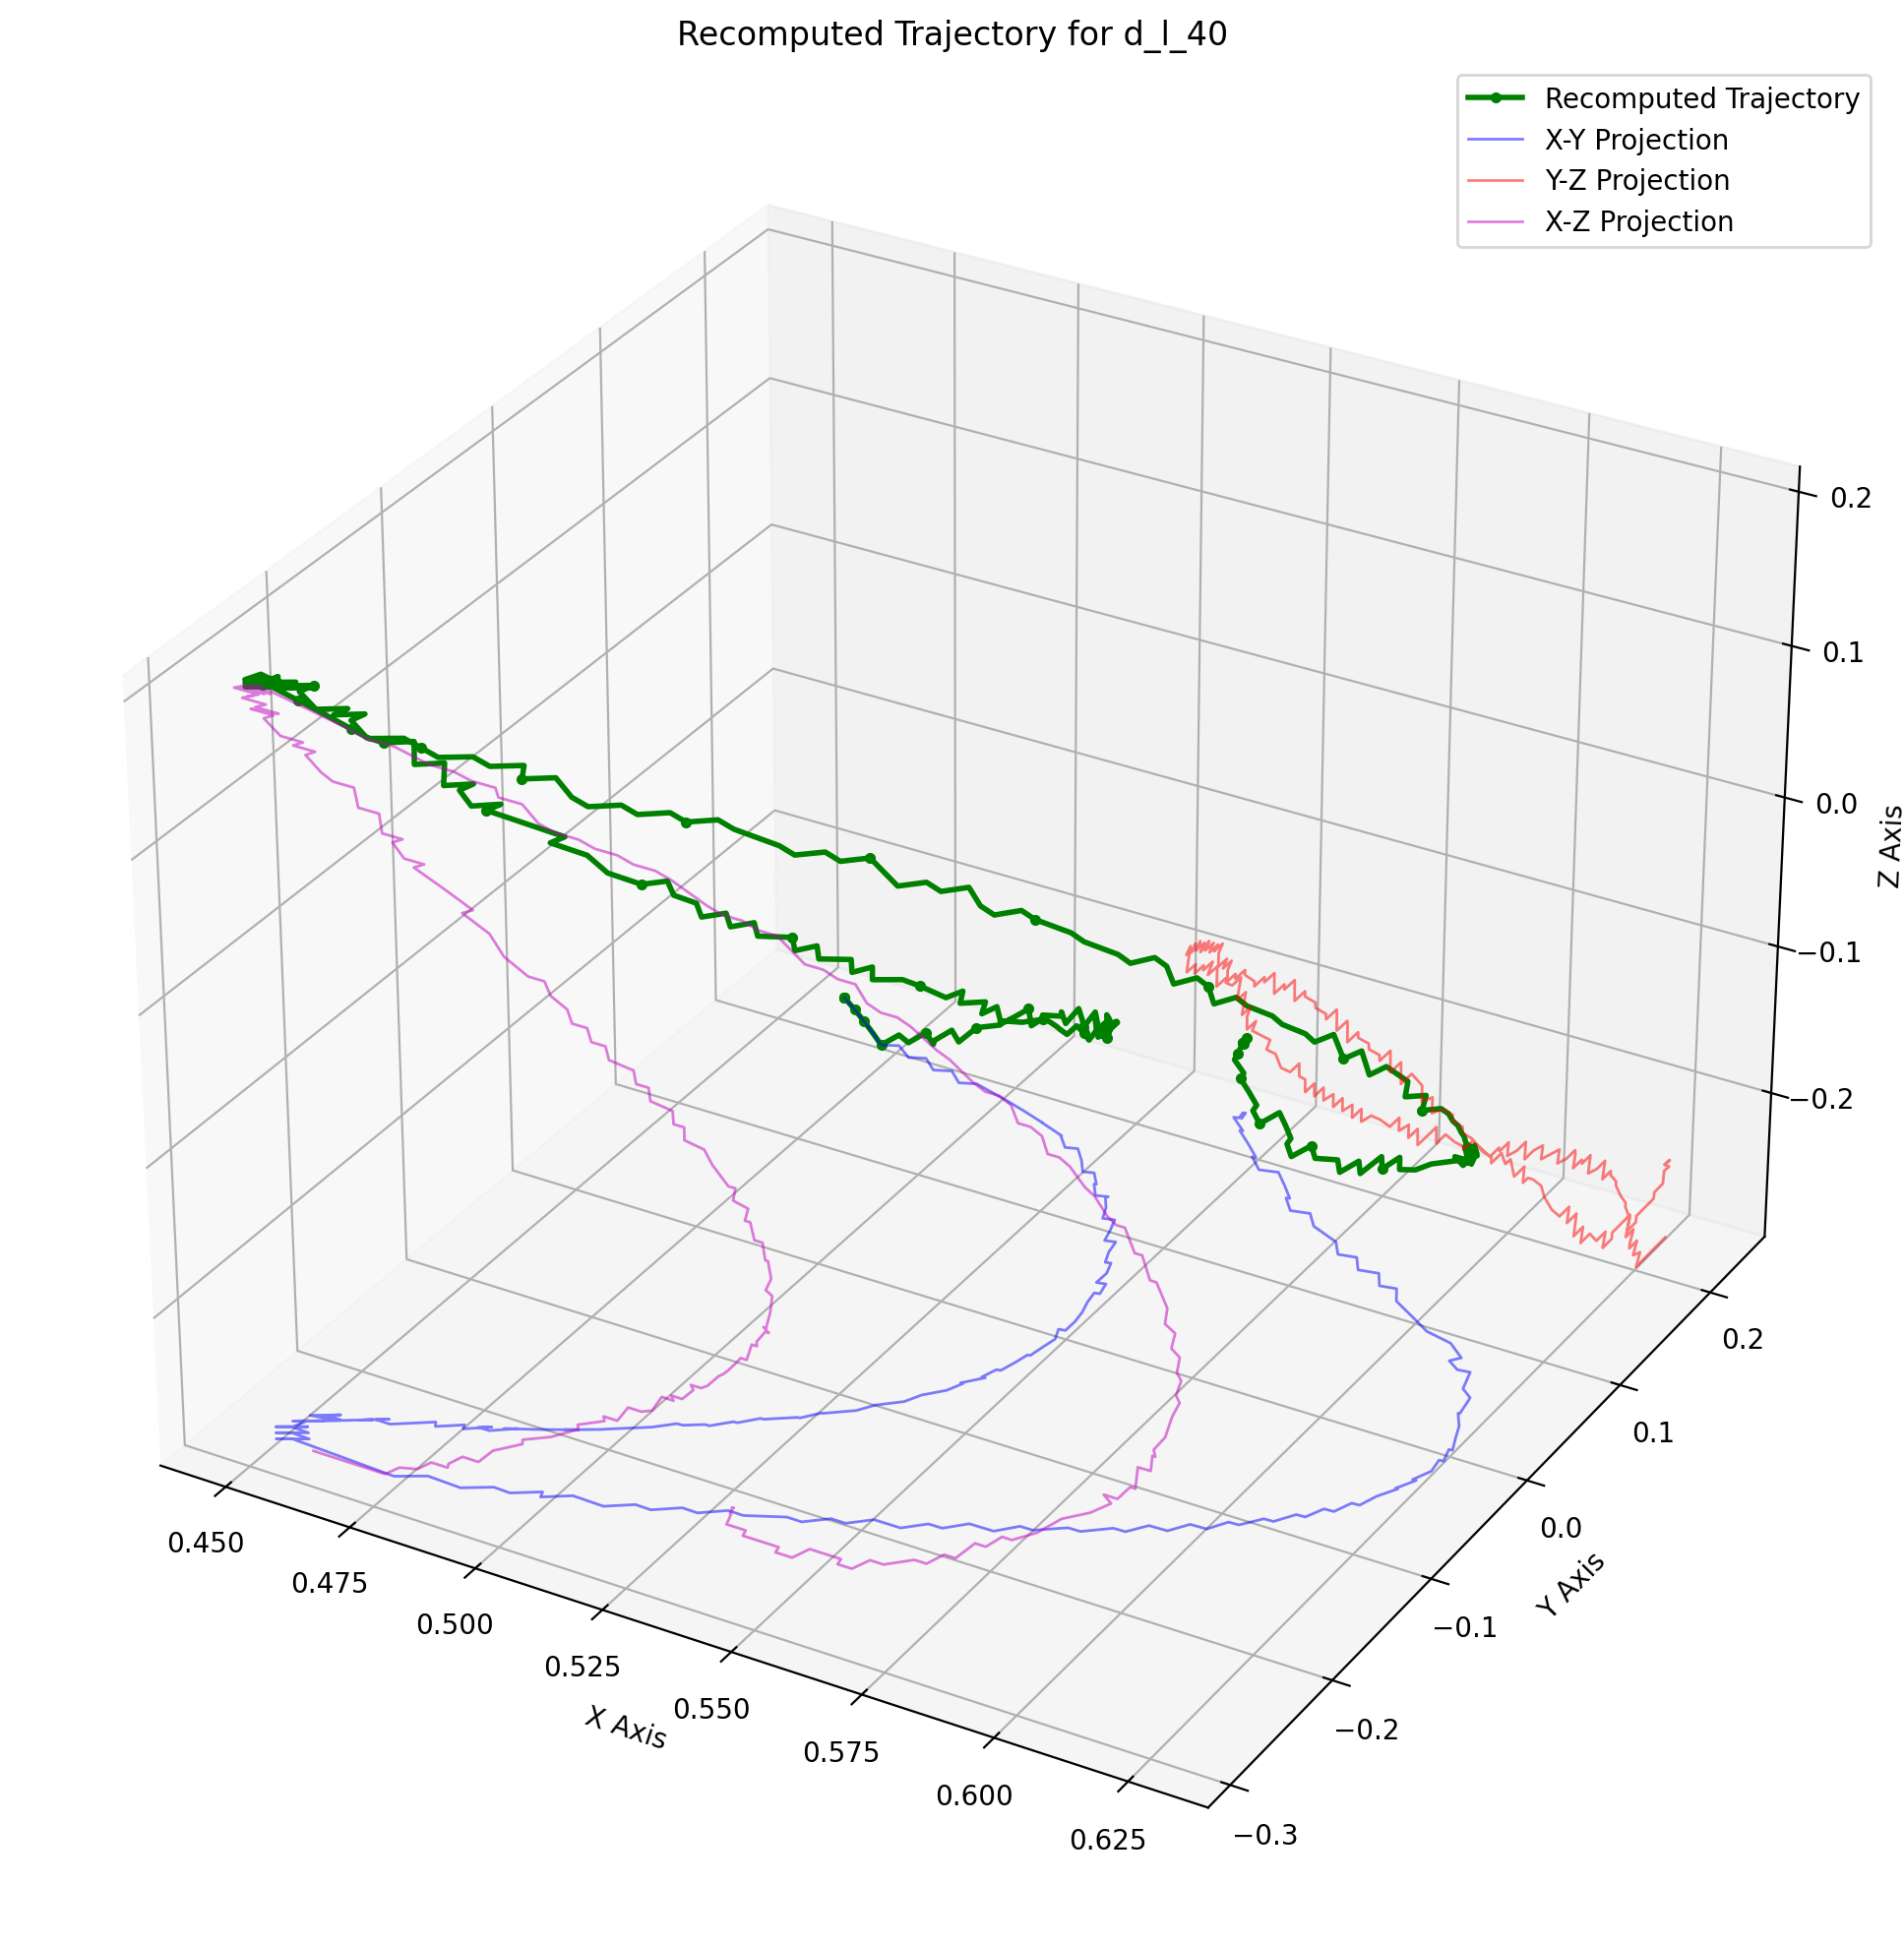 Recomputed Trajectory for d_l_40
Recomputed Trajectory
X-Y Projection
Y-Z Projection
X-Z Projection
0.2
0.1
0.0
−0.1
−0.2
Z Axis
0.2
0.1
0.0
−0.1
−0.2
−0.3
Y Axis
0.450
0.475
0.500
0.525
0.550
0.575
0.600
0.625
X Axis